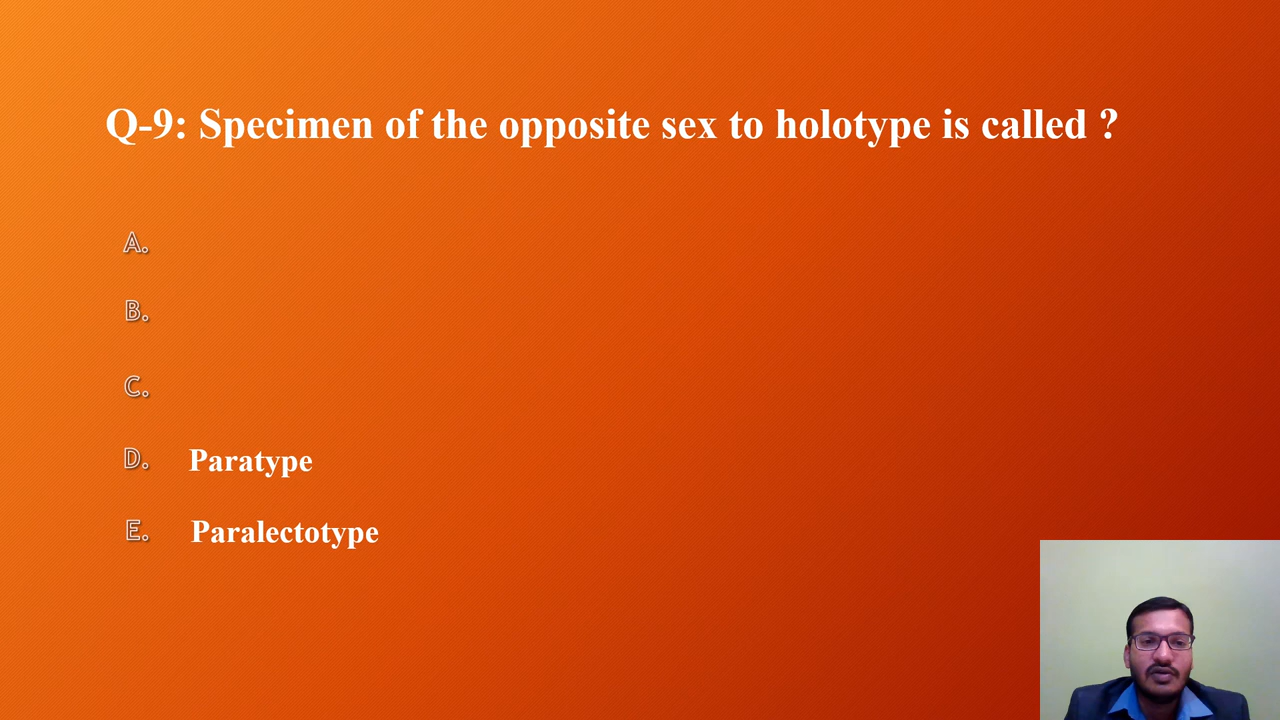 Q-9: Specimen of the opposite sex to holotype is called ?
A.
B.
C.
D. Paratype
E. Paralectotype